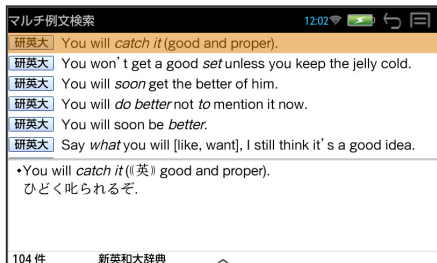 マルチ例文検索 12:02
研英大 You will catch it (good and proper).
研英大 You won't get a good set unless you keep the jelly cold.
研英大 You will soon get the better of him.
研英大 You will do better not to mention it now.
研英大 You will soon be better.
研英大 Say what you will [like, want], I still think it's a good idea.
◆You will catch it (《英》 good and proper).
ひどく叱られるぞ.
104 件 新英和大辞典